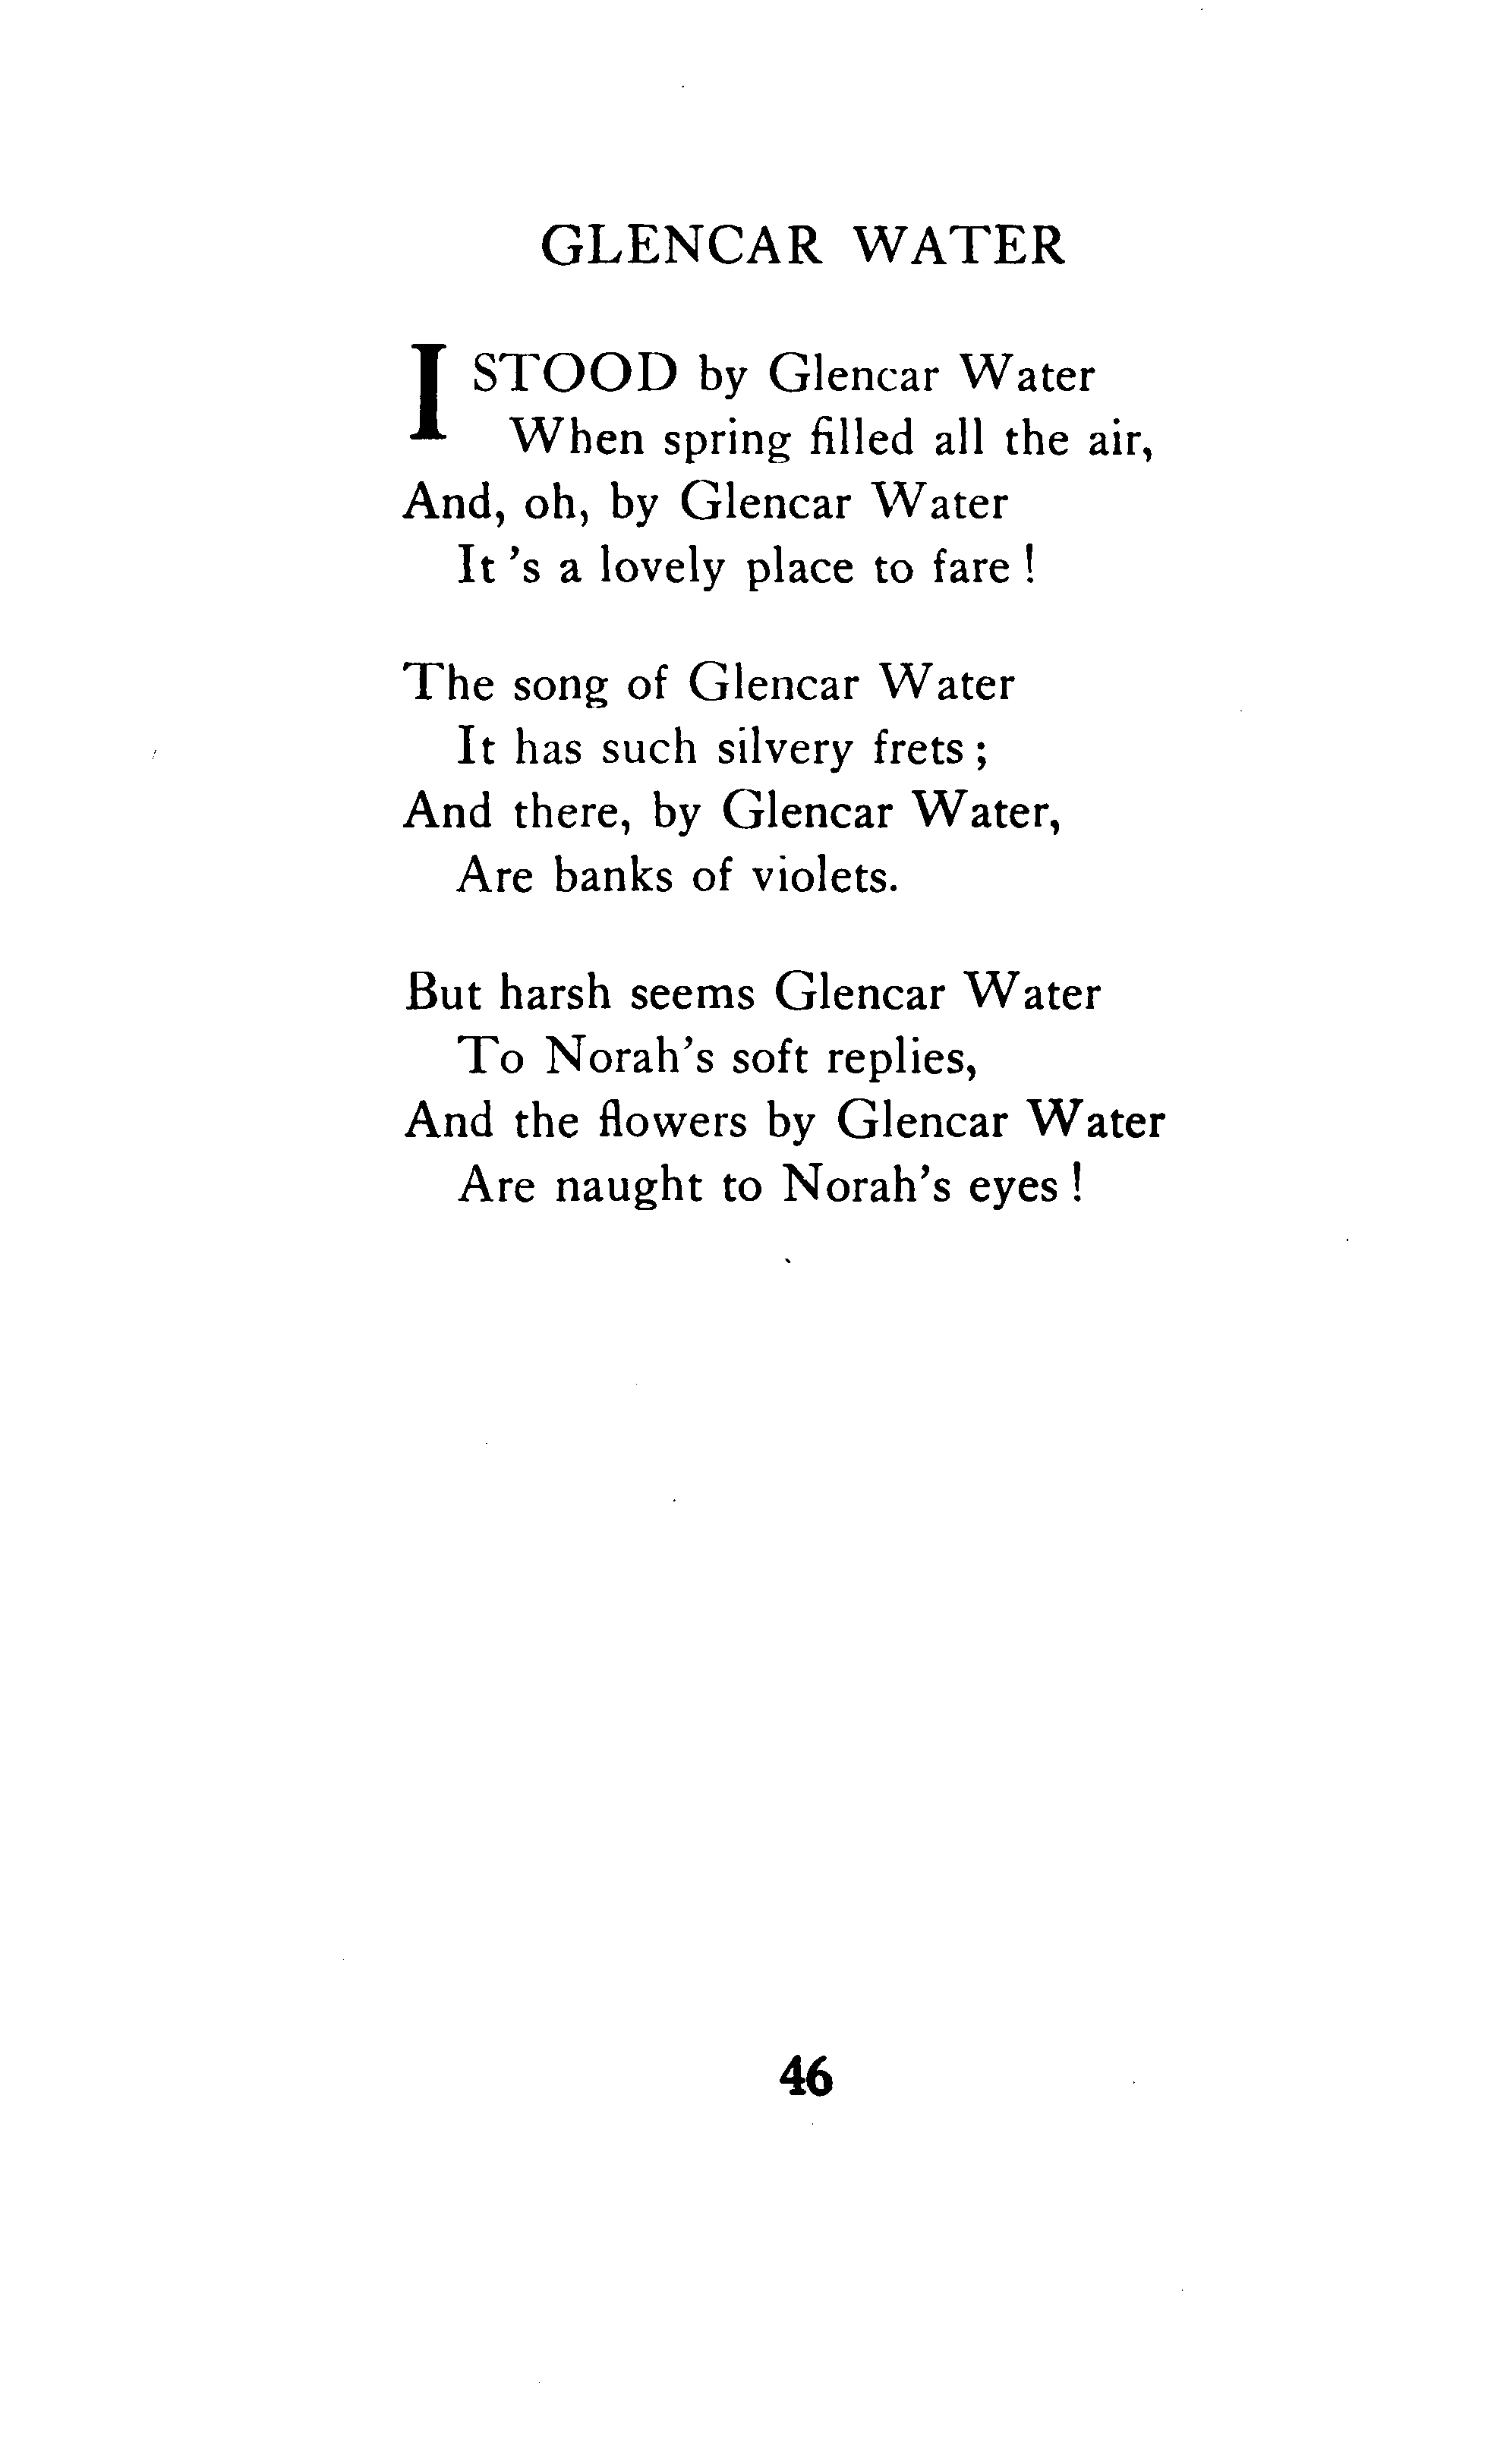 GLENCAR WATER
I STOOD by Glencar Water
When spring filled all the air,
And, oh, by Glencar Water
It 's a lovely place to fare !
The song of Glencar Water
It has such silvery frets ;
And there, by Glencar Water,
Are banks of violets.
But harsh seems Glencar Water
To Norah's soft replies,
And the flowers by Glencar Water
Are naught to Norah's eyes !
46